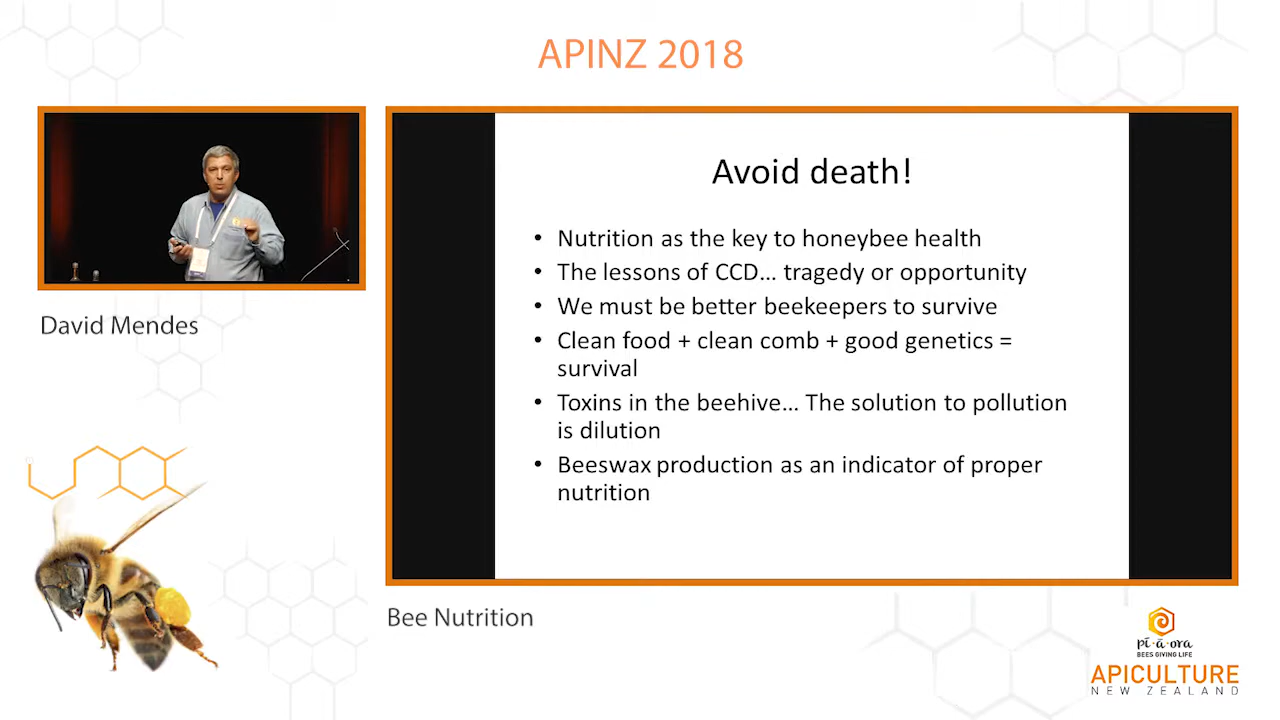 APINZ 2018
David Mendes
Avoid death!
• Nutrition as the key to honeybee health
• The lessons of CCD... tragedy or opportunity
• We must be better beekeepers to survive
• Clean food + clean comb + good genetics =
survival
• Toxins in the beehive... The solution to pollution
is dilution
• Beeswax production as an indicator of proper
nutrition
Bee Nutrition
pī-ā-ora
BEES GIVING LIFE
APICULTURE
NEW ZEALAND